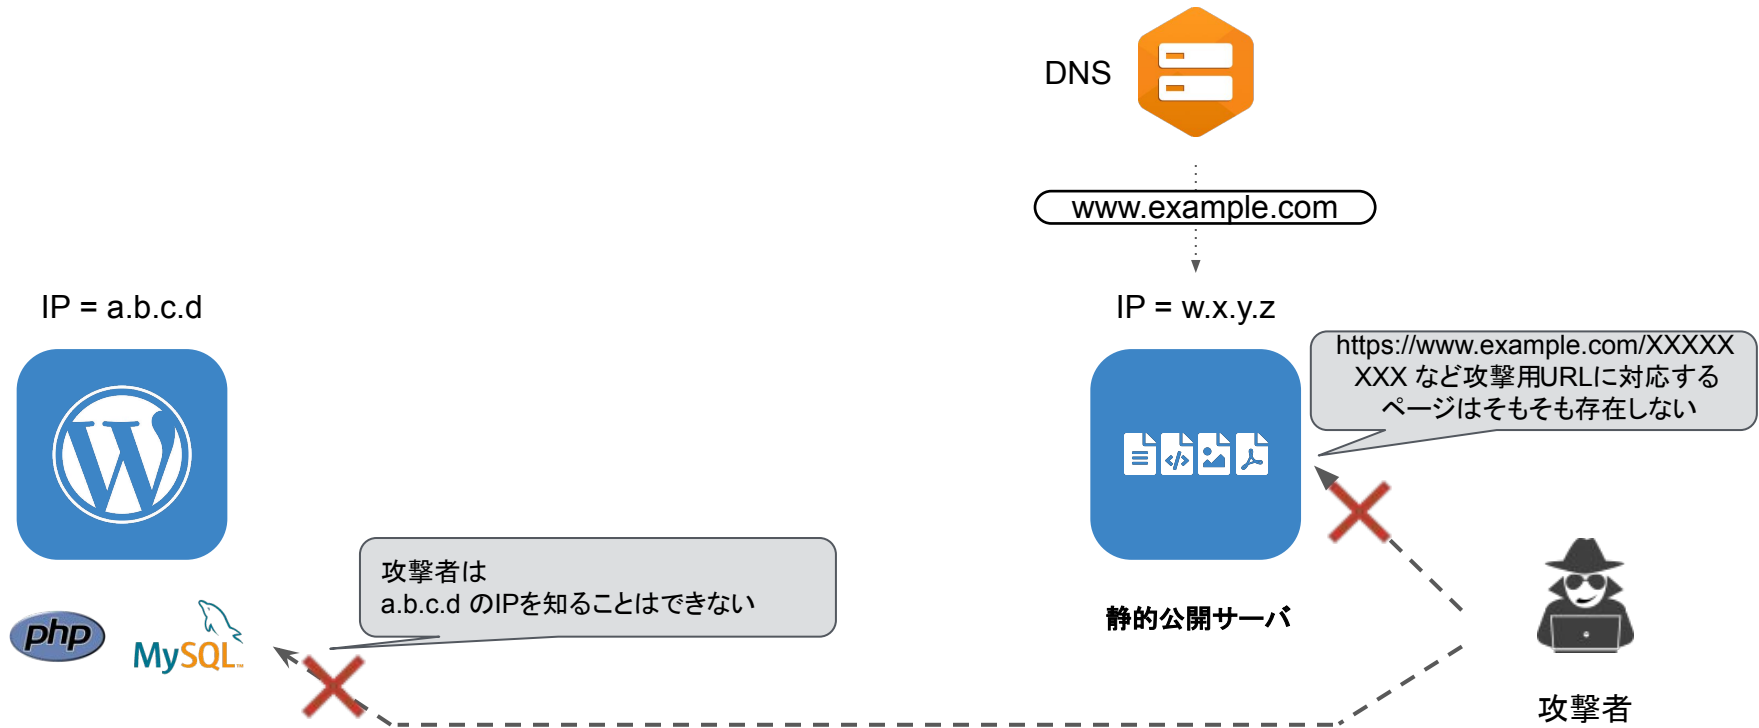 DNS
www.example.com
IP = a.b.c.d
IP = w.x.y.z
https://www.example.com/XXXXX
XXX など攻撃用URLに対応する
ページはそもそも存在しない
攻撃者は
a.b.c.d のIPを知ることはできない
静的公開サーバ
php
MySQL
攻撃者